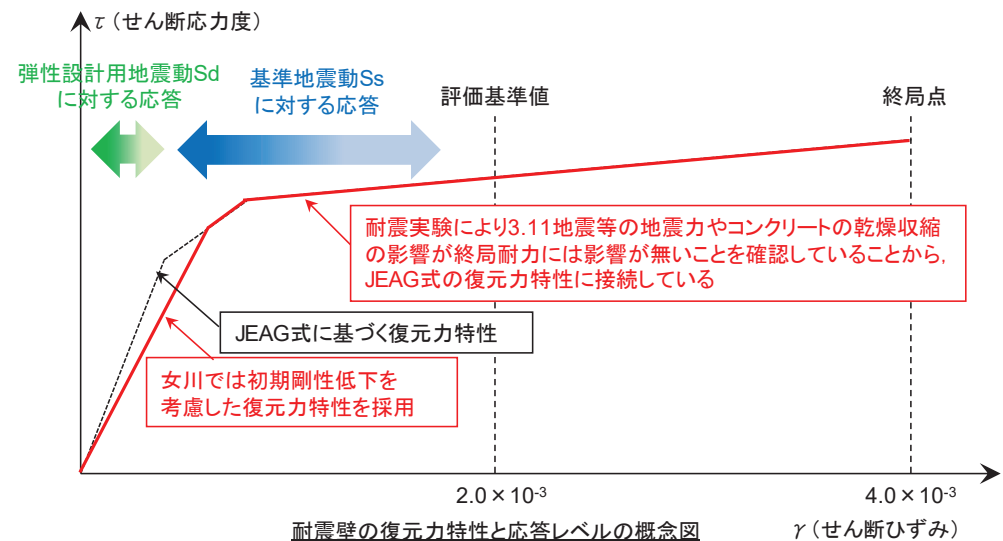 τ（せん断応力度）
弾性設計用地震動Sd
に対する応答
基準地震動Ss
に対する応答
評価基準値
終局点
耐震実験により3.11地震等の地震力やコンクリートの乾燥収縮
の影響が終局耐力には影響が無いことを確認していることから,
JEAG式の復元力特性に接続している
JEAG式に基づく復元力特性
女川では初期剛性低下を
考慮した復元力特性を採用
2.0×10-3
4.0×10-3
耐震壁の復元力特性と応答レベルの概念図
γ（せん断ひずみ）